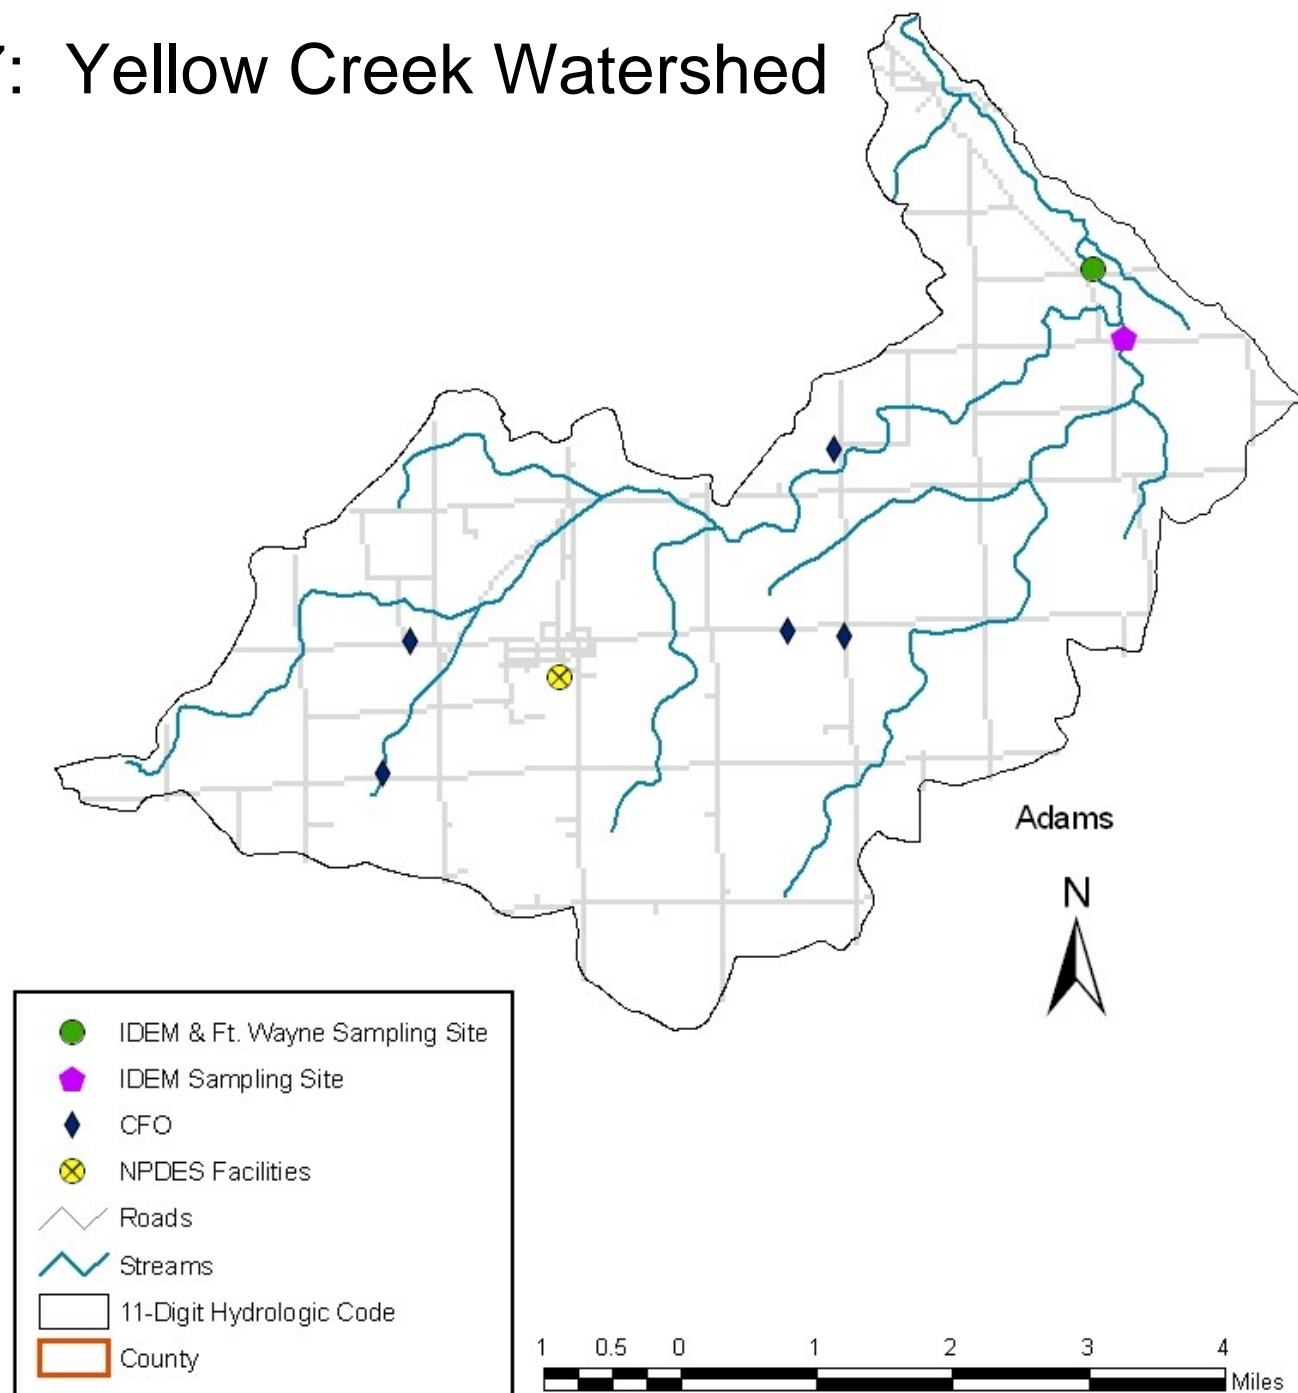 7: Yellow Creek Watershed
Adams
N
IDEM & Ft. Wayne Sampling Site
IDEM Sampling Site
CFO
NPDES Facilities
Roads
Streams
11-Digit Hydrologic Code
County
1 0.5 0 1 2 3 4
Miles